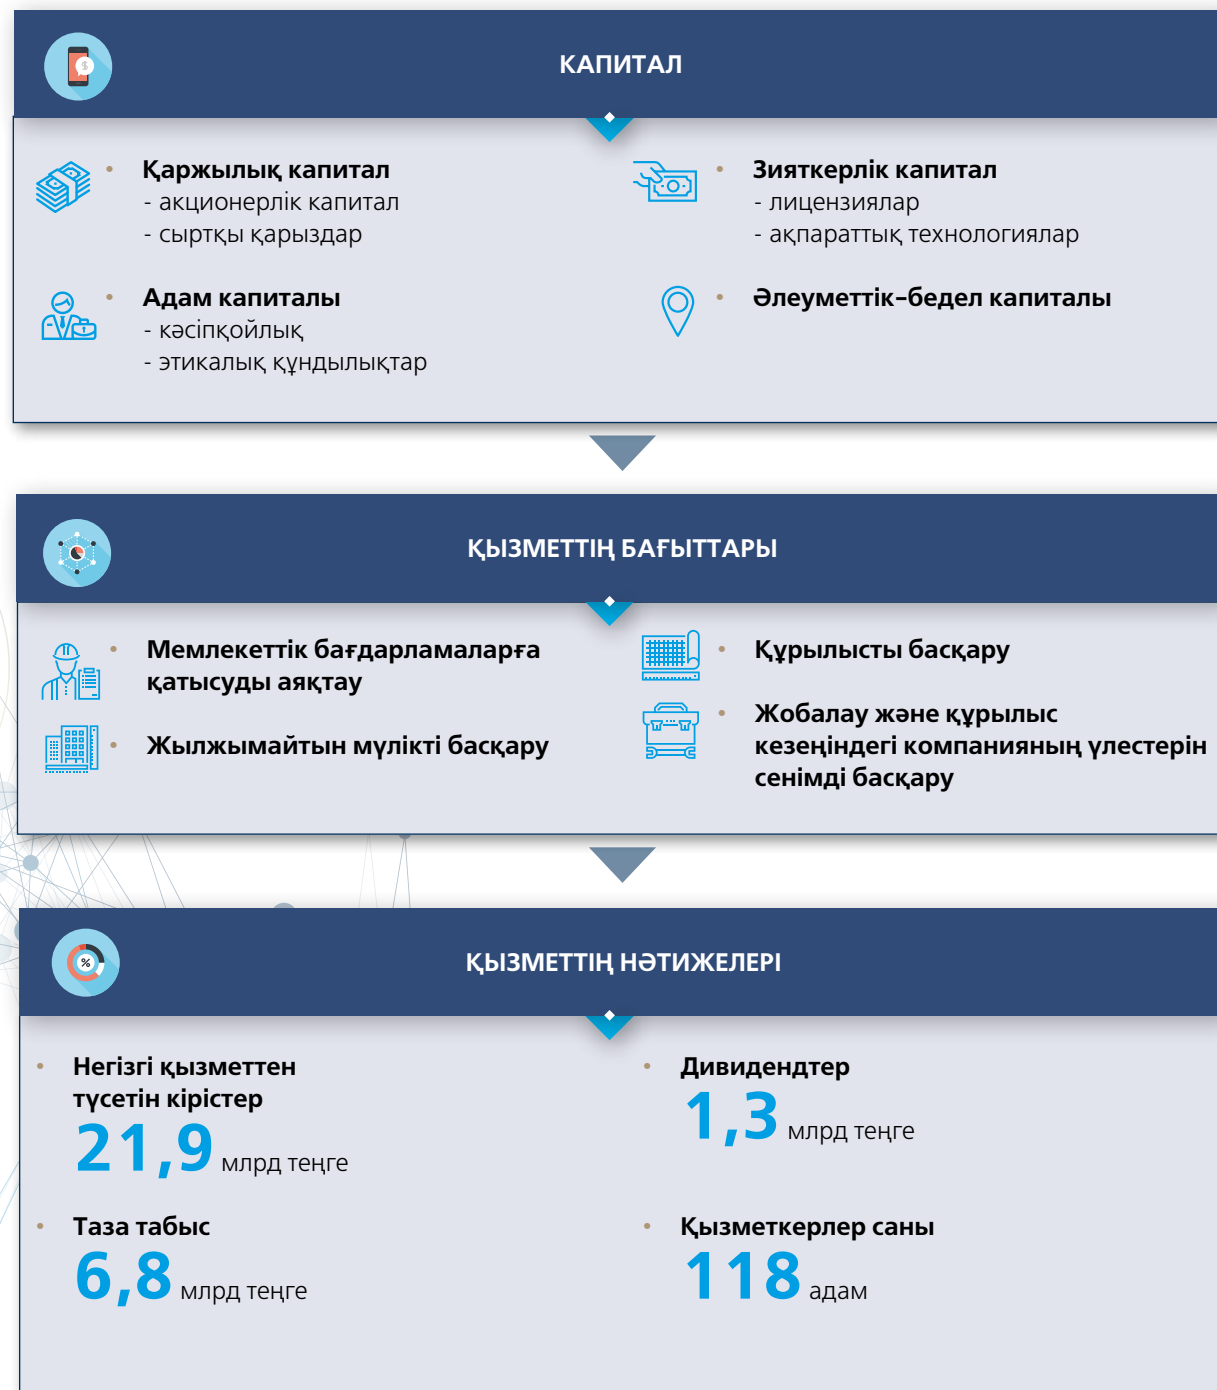 КАПИТАЛ
• Қаржылық капитал
- акционерлік капитал
- сыртқы қарыздар
• Адам капиталы
- кәсіпқойлық
- этикалық құндылықтар
• Зияткерлік капитал
- лицензиялар
- ақпараттық технологиялар
• Әлеуметтік-бедел капиталы
ҚЫЗМЕТТІҢ БАҒЫТТАРЫ
• Мемлекеттік бағдарламаларға
қатысуды аяқтау
• Жылжымайтын мүлікті басқару
• Құрылысты басқару
• Жобалау және құрылыс
кезеңіндегі компанияның үлестерін
сенімді басқару
ҚЫЗМЕТТІҢ НӘТИЖЕЛЕРІ
• Негізгі қызметтен
түсетін кірістер
21,9 млрд теңге
• Таза табыс
6,8 млрд теңге
• Дивидендтер
1,3 млрд теңге
• Қызметкерлер саны
118 адам